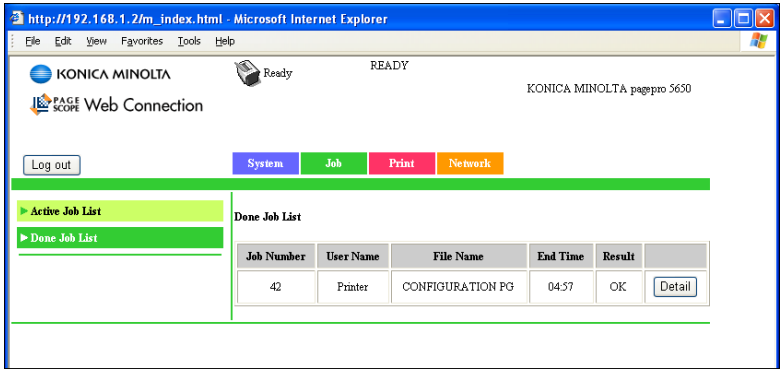 http://192.168.1.2/m_index.html - Microsoft Internet Explorer
File Edit View Favorites Tools Help
KONICA MINOLTA
Ready
READY
KONICA MINOLTA pagepro 5650
PAGE SCOPE Web Connection
Log out
System Job Print Network
Active Job List
Done Job List
Done Job List
Job Number User Name File Name End Time Result
42 Printer CONFIGURATION PG 04:57 OK Detail